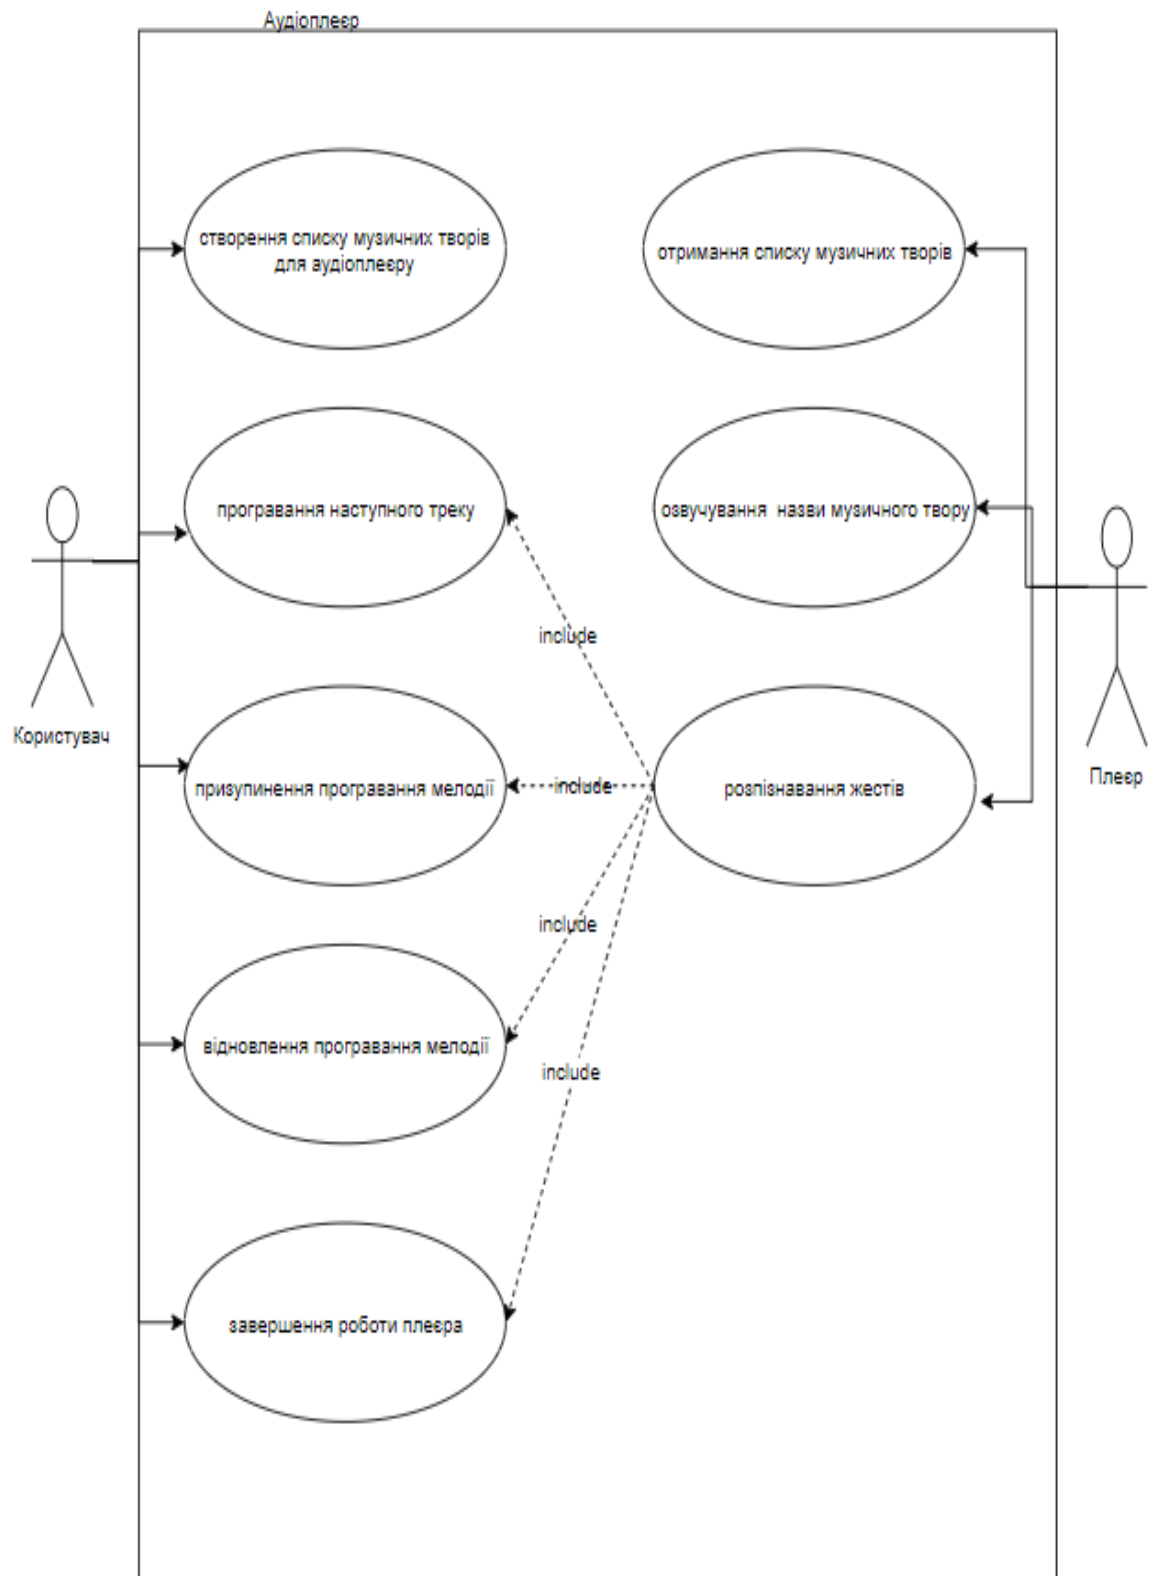 Аудіоплеєр
створення списку музичних творів
для аудіоплеєру
отримання списку музичних творів
програвання наступного треку
озвучування назви музичного твору
include
Користувач
призупинення програвання мелодії
include
розпізнавання жестів
Плеєр
include
відновлення програвання мелодії
include
завершення роботи плеєра